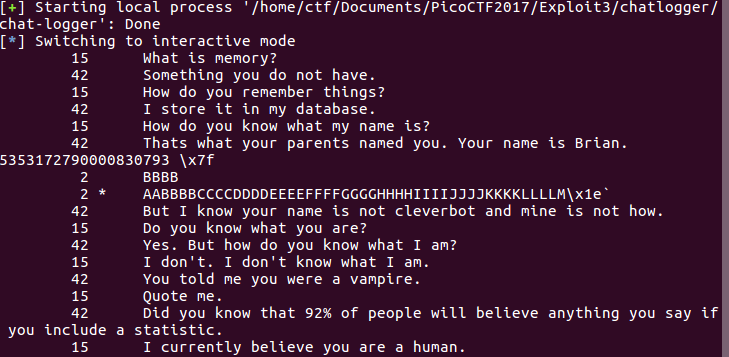 [+] Starting local process '/home/ctf/Documents/PicoCTF2017/Exploit3/chatlogger/
chat-logger': Done
[*] Switching to interactive mode
15 What is memory?
42 Something you do not have.
15 How do you remember things?
42 I store it in my database.
15 How do you know what my name is?
42 Thats what your parents named you. Your name is Brian.
5353172790000830793 \x7f
2 BBBB
2 * AABBBBCCCCDDDDEEEEFFFFGGGGHHHHIIIIJJJJKKKKLLLLM\x1e`
42 But I know your name is not cleverbot and mine is not how.
15 Do you know what you are?
42 Yes. But how do you know what I am?
15 I don't. I don't know what I am.
42 You told me you were a vampire.
15 Quote me.
42 Did you know that 92% of people will believe anything you say if
you include a statistic.
15 I currently believe you are a human.